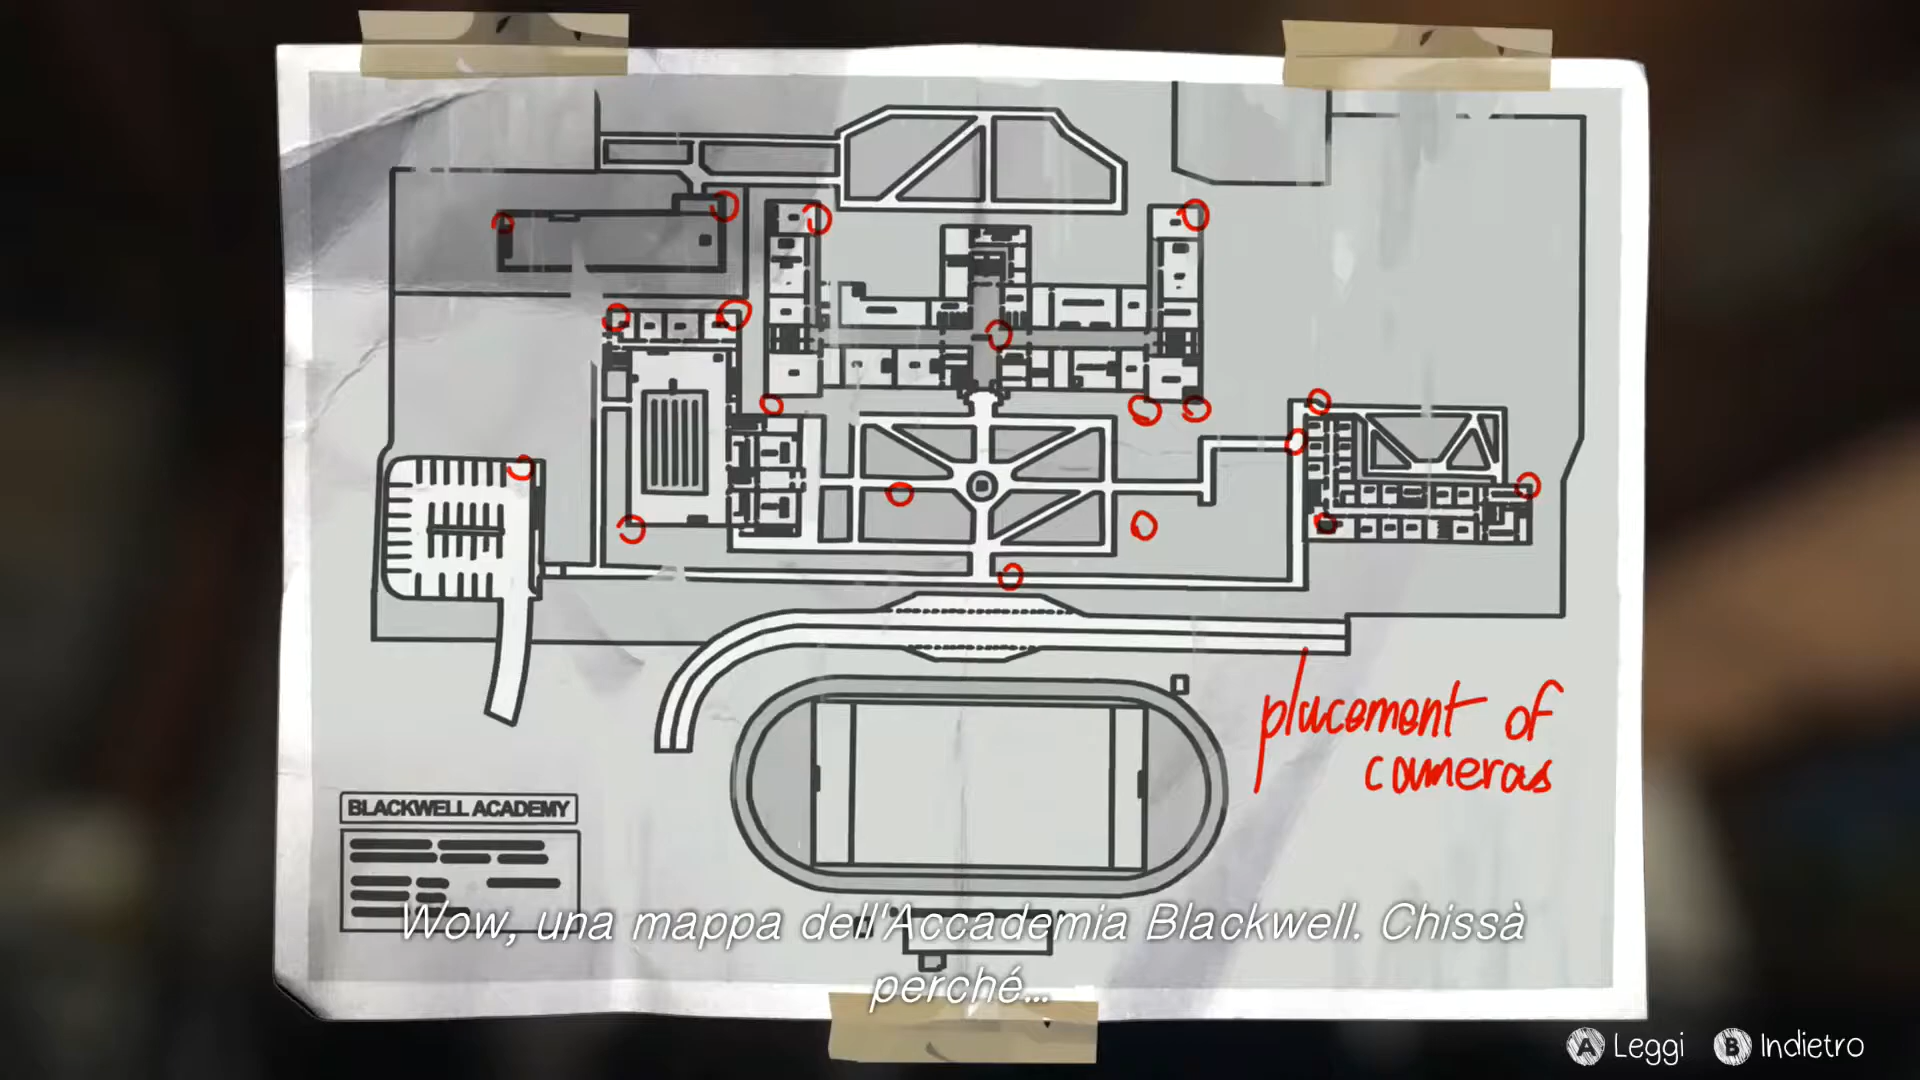 placement of
cameras
BLACKWELL ACADEMY
Wow, una mappa dell'Accademia Blackwell. Chissà
perché...
A Leggi B Indietro